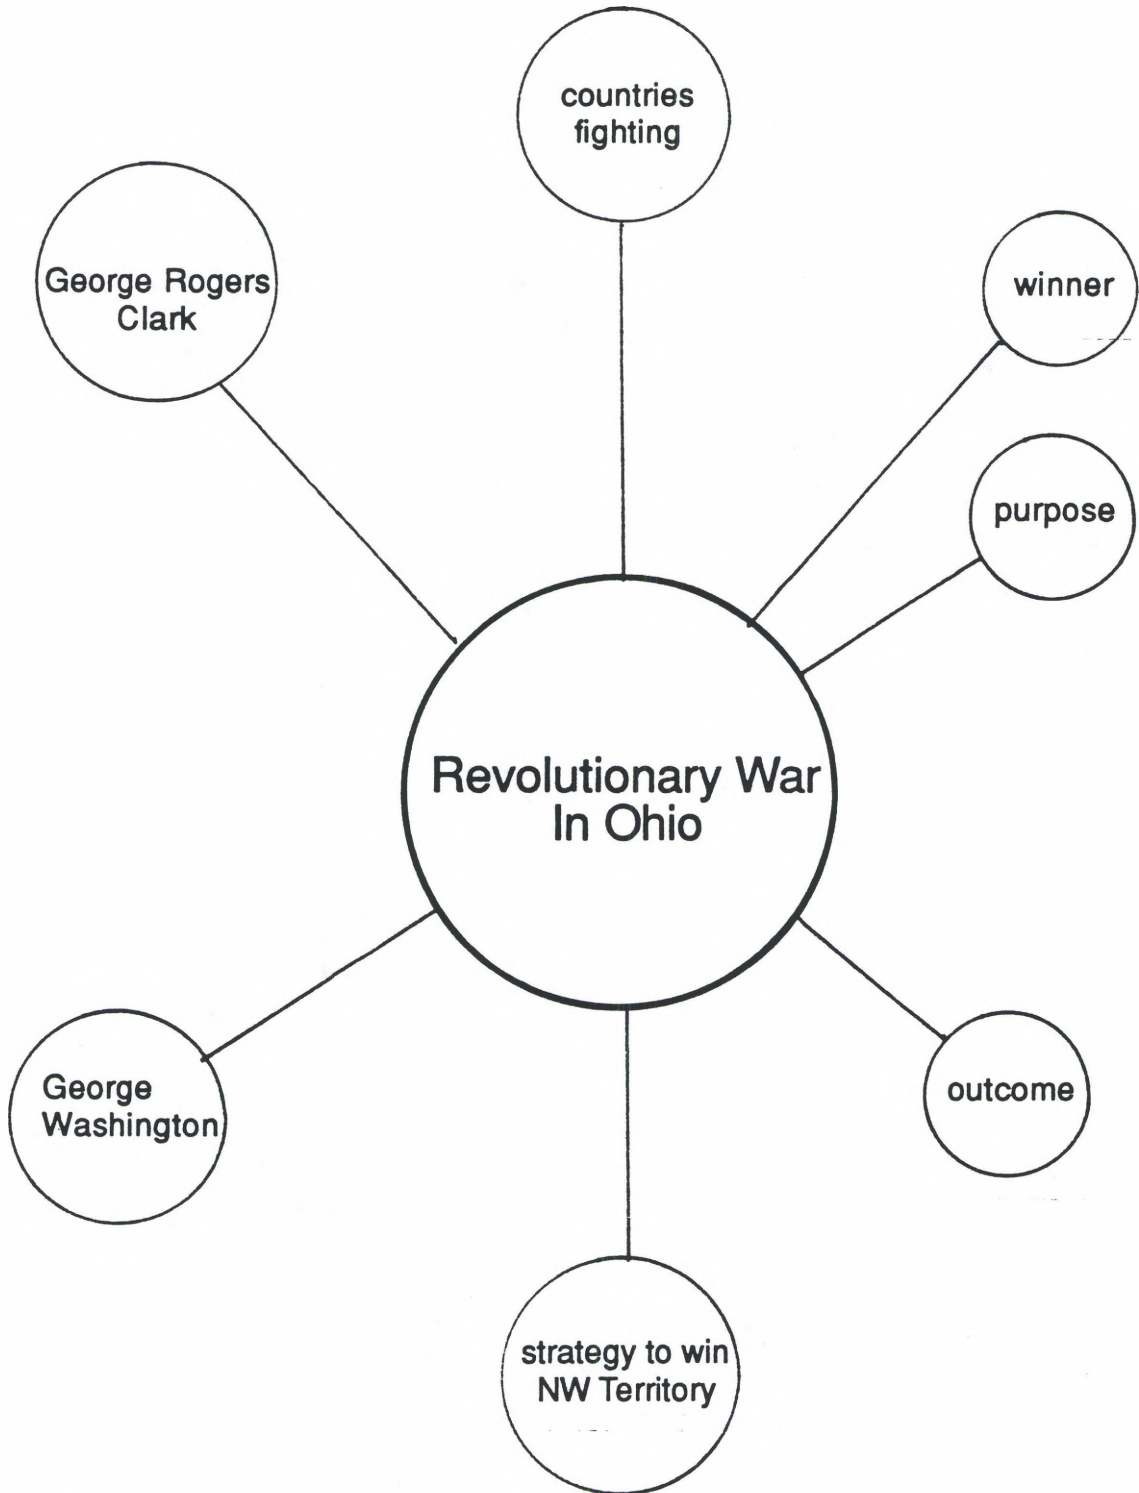 countries
fighting
George Rogers
Clark
winner
purpose
Revolutionary War
In Ohio
George
Washington
outcome
strategy to win
NW Territory